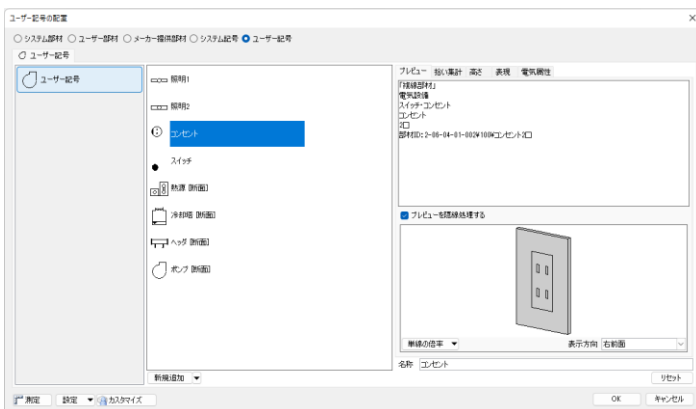 ユーザー記号の配置
システム部材 ユーザー部材 メーカー提供部材 システム記号 ユーザー記号
ユーザー記号
ユーザー記号
照明1
照明2
コンセント
スイッチ
熱源 [断面]
冷却塔 [断面]
ヘッダ [断面]
ポンプ [断面]
新規追加
プレビュー 拾い集計 高さ 表現 電気属性
「複線部材」
電気設備
スイッチ・コンセント
コンセント
2口
部材ID:2-06-04-01-002¥100¥コンセント2口
プレビューを隠線処理する
単線の倍率 表示方向 右前面
名称 コンセント
リセット
測定 設定 カスタマイズ OK キャンセル